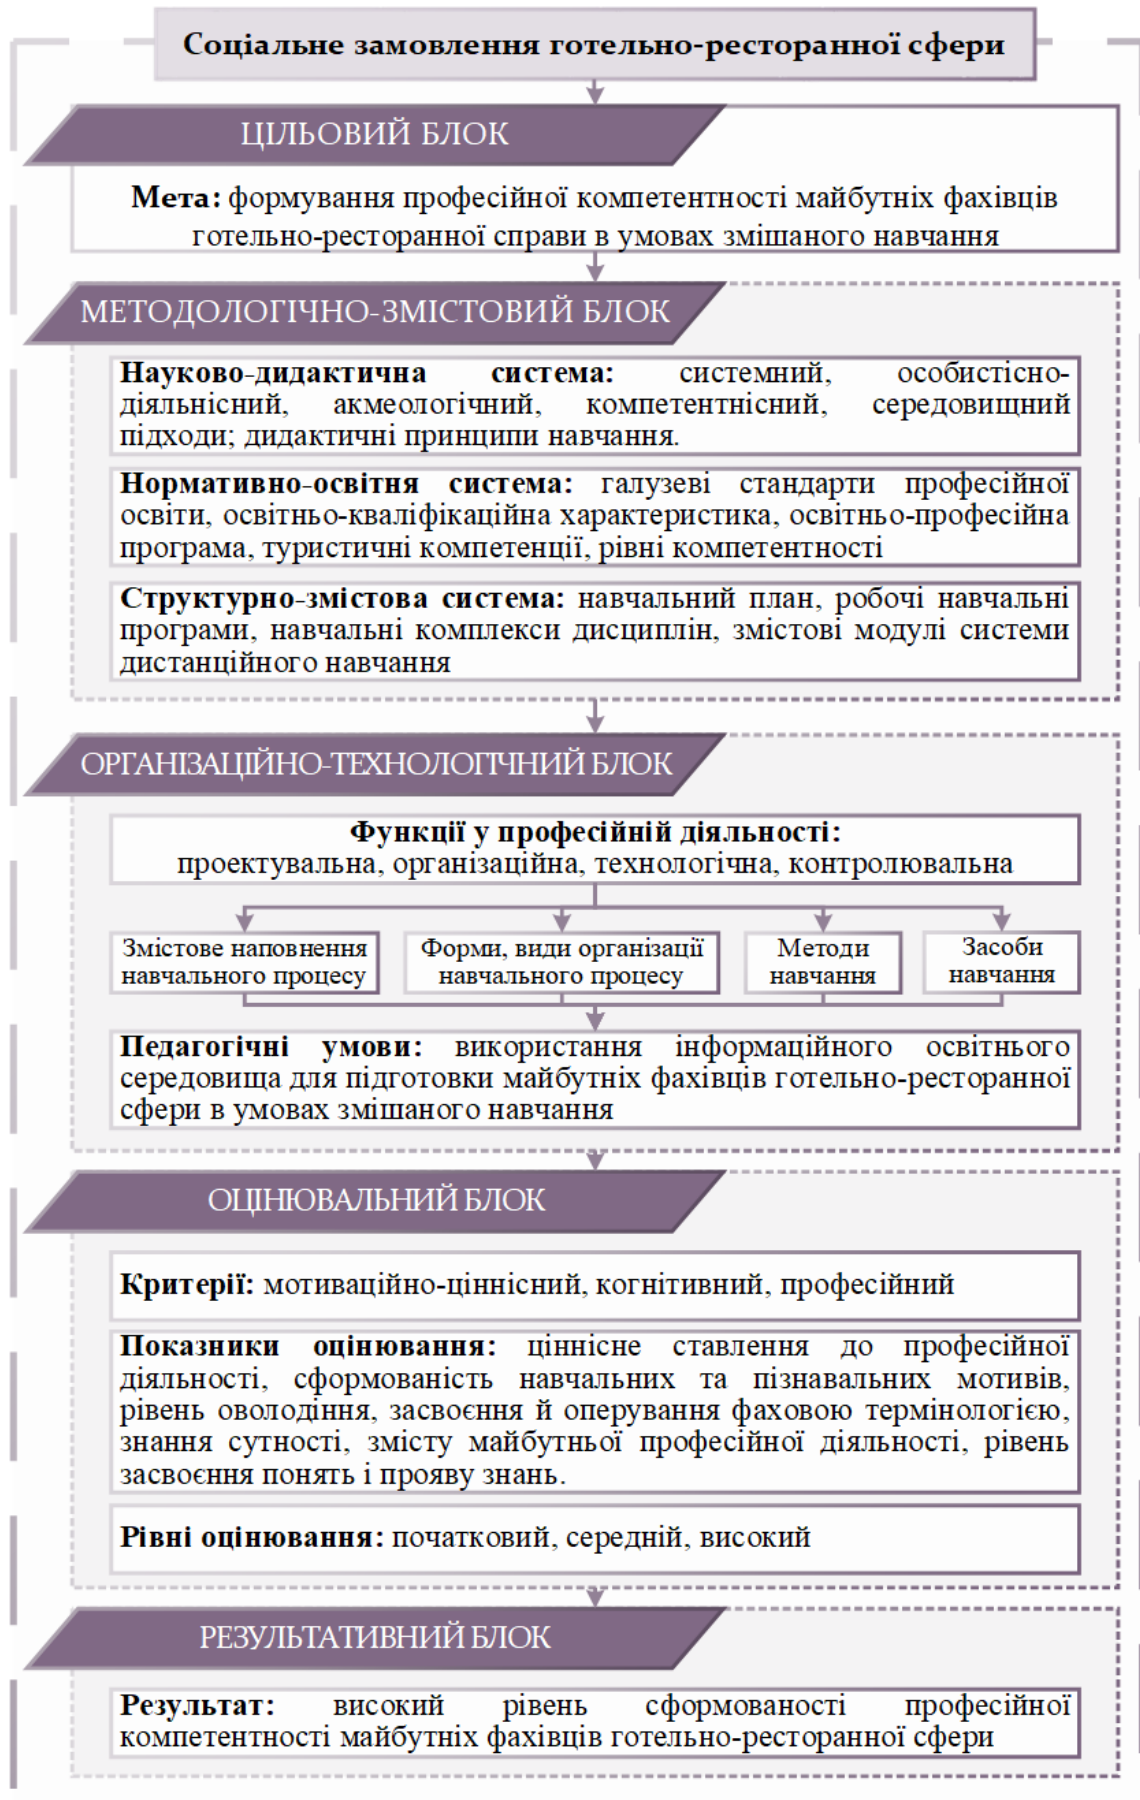 Соціальне замовлення готельно-ресторанної сфери
ЦІЛЬОВИЙ БЛОК
Мета: формування професійної компетентності майбутніх фахівців
готельно-ресторанної справи в умовах змішаного навчання
МЕТОДОЛОГІЧНО-ЗМІСТОВИЙ БЛОК
Науково-дидактична система: системний, особистісно-
діяльнісний, акмеологічний, компетентнісний, середовищний
підходи; дидактичні принципи навчання.
Нормативно-освітня система: галузеві стандарти професійної
освіти, освітньо-кваліфікаційна характеристика, освітньо-професійна
програма, туристичні компетенції, рівні компетентності
Структурно-змістова система: навчальний план, робочі навчальні
програми, навчальні комплекси дисциплін, змістові модулі системи
дистанційного навчання
ОРГАНІЗАЦІЙНО-ТЕХНОЛОГІЧНИЙ БЛОК
Функції у професійній діяльності:
проектувальна, організаційна, технологічна, контролювальна
Змістове наповнення
навчального процесу
Форми, види організації
навчального процесу
Методи
навчання
Засоби
навчання
Педагогічні умови: використання інформаційного освітнього
середовища для підготовки майбутніх фахівців готельно-ресторанної
сфери в умовах змішаного навчання
ОЦІНЮВАЛЬНИЙ БЛОК
Критерії: мотиваційно-ціннісний, когнітивний, професійний
Показники оцінювання: ціннісне ставлення до професійної
діяльності, сформованість навчальних та пізнавальних мотивів,
рівень оволодіння, засвоєння й оперування фаховою термінологією,
знання сутності, змісту майбутньої професійної діяльності, рівень
засвоєння понять і прояву знань.
Рівні оцінювання: початковий, середній, високий
РЕЗУЛЬТАТИВНИЙ БЛОК
Результат: високий рівень сформованості професійної
компетентності майбутніх фахівців готельно-ресторанної сфери